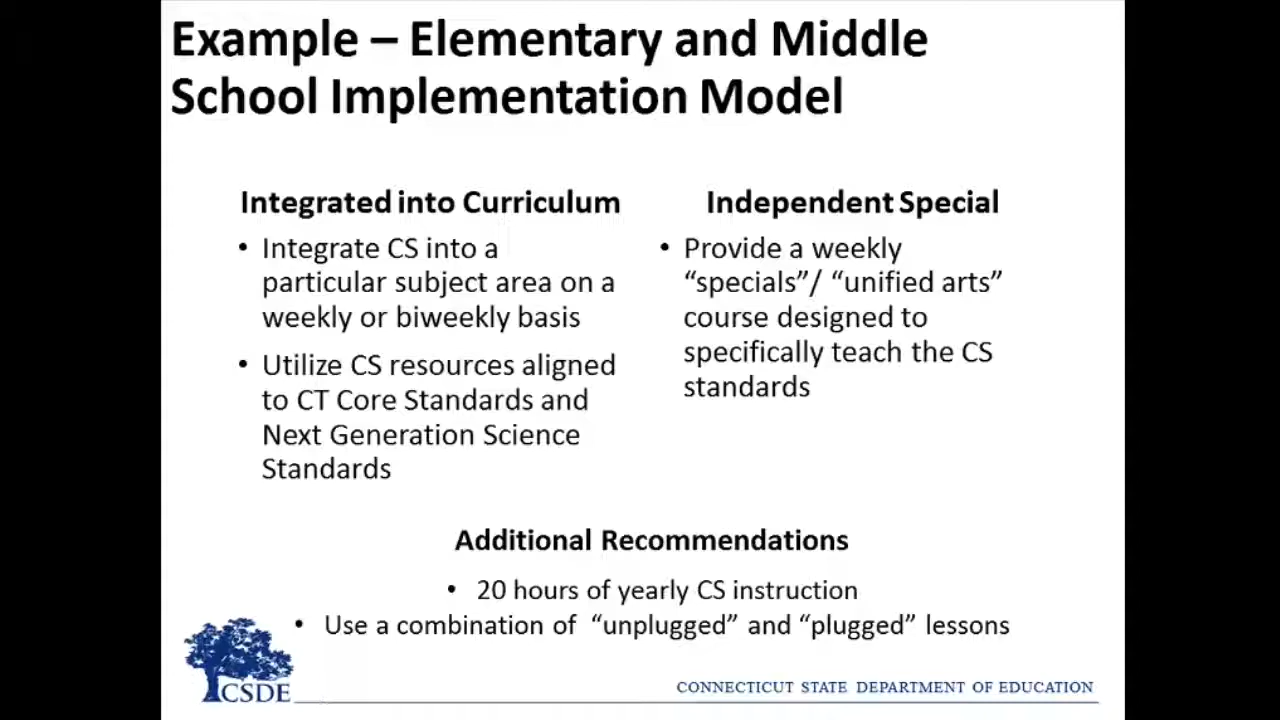 Example – Elementary and Middle
School Implementation Model
Integrated into Curriculum
• Integrate CS into a
particular subject area on a
weekly or biweekly basis
• Utilize CS resources aligned
to CT Core Standards and
Next Generation Science
Standards
Independent Special
• Provide a weekly
“specials”/ “unified arts”
course designed to
specifically teach the CS
standards
Additional Recommendations
• 20 hours of yearly CS instruction
• Use a combination of “unplugged” and “plugged” lessons
CSDE
CONNECTICUT STATE DEPARTMENT OF EDUCATION